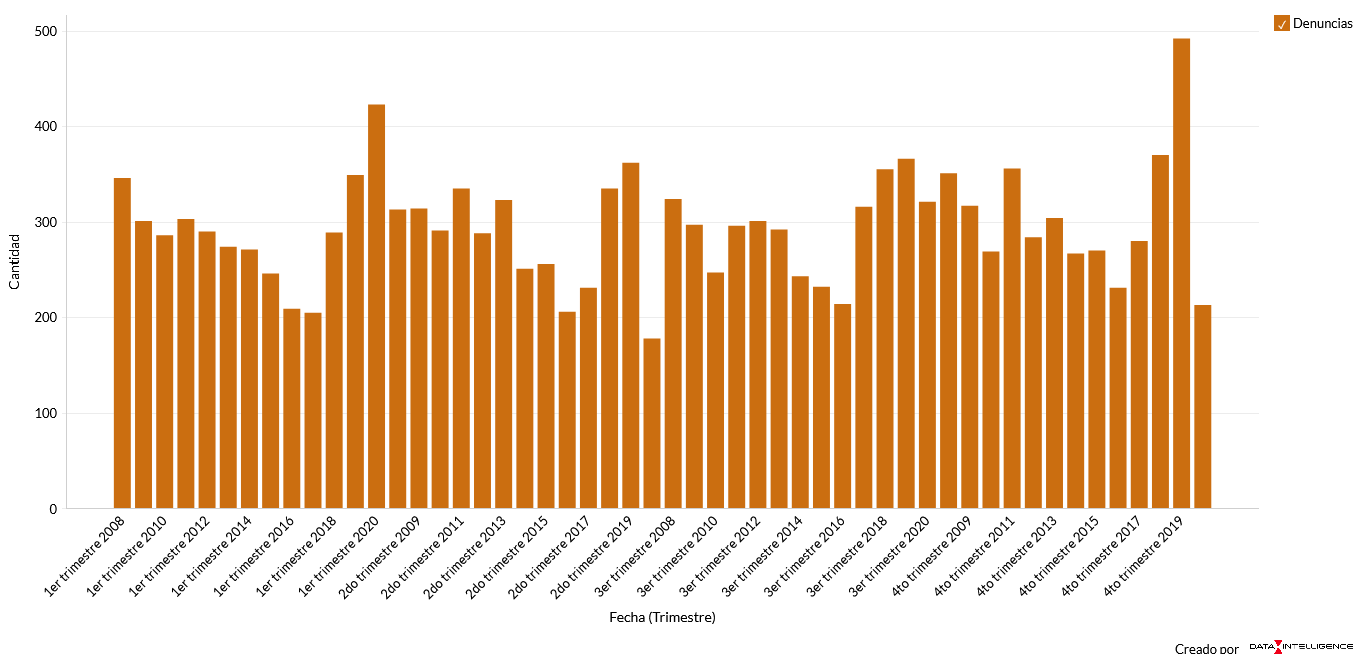 Denuncias
500
400
300
200
100
0
Cantidad
1er trimestre 2008
1er trimestre 2010
1er trimestre 2012
1er trimestre 2014
1er trimestre 2016
1er trimestre 2018
1er trimestre 2020
2do trimestre 2009
2do trimestre 2011
2do trimestre 2013
2do trimestre 2015
2do trimestre 2017
2do trimestre 2019
3er trimestre 2008
3er trimestre 2010
3er trimestre 2012
3er trimestre 2014
3er trimestre 2016
3er trimestre 2018
3er trimestre 2020
4to trimestre 2009
4to trimestre 2011
4to trimestre 2013
4to trimestre 2015
4to trimestre 2017
4to trimestre 2019
Fecha (Trimestre)
Creado por DATA INTELLIGENCE